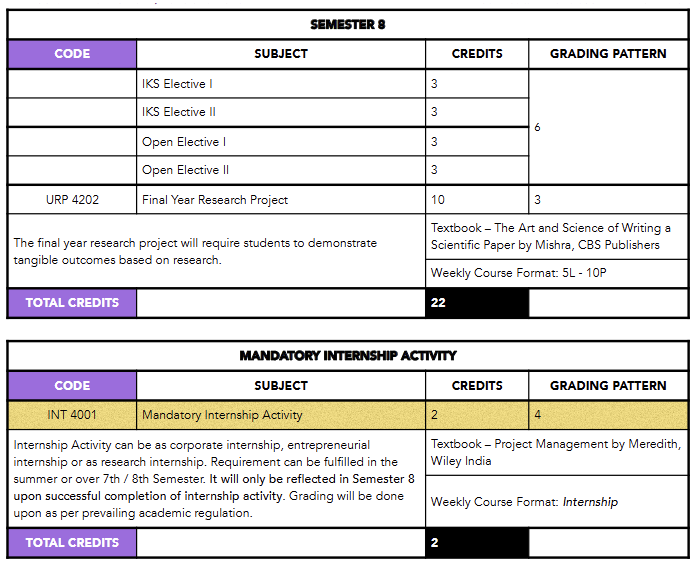 SEMESTER 8
CODE SUBJECT CREDITS GRADING PATTERN
IKS Elective I 3
IKS Elective II 3
6
Open Elective I 3
Open Elective II 3
URP 4202 Final Year Research Project 10 3
The final year research project will require students to demonstrate
tangible outcomes based on research.
Textbook – The Art and Science of Writing a
Scientific Paper by Mishra, CBS Publishers
Weekly Course Format: 5L - 10P
TOTAL CREDITS 22
MANDATORY INTERNSHIP ACTIVITY
CODE SUBJECT CREDITS GRADING PATTERN
INT 4001 Mandatory Internship Activity 2 4
Internship Activity can be as corporate internship, entrepreneurial
internship or as research internship. Requirement can be fulfilled in the
summer or over 7th / 8th Semester. It will only be reflected in Semester 8
upon successful completion of internship activity. Grading will be done
upon as per prevailing academic regulation.
Textbook – Project Management by Meredith,
Wiley India
Weekly Course Format: Internship
TOTAL CREDITS 2